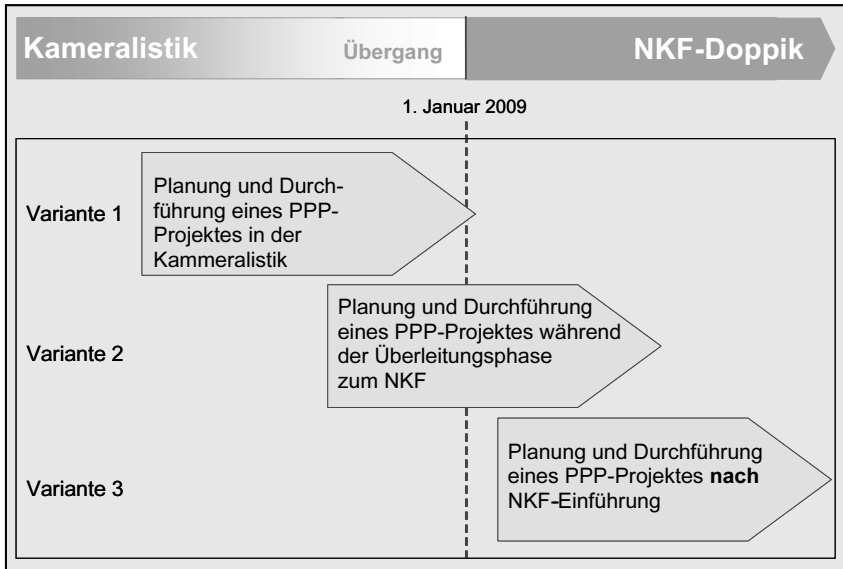 Kameralistik
Übergang
NKF-Doppik
1. Januar 2009
Variante 1
Planung und Durch-
führung eines PPP-
Projektes in der
Kammeralistik
Variante 2
Planung und Durchführung
eines PPP-Projektes während
der Überleitungsphase
zum NKF
Variante 3
Planung und Durchführung
eines PPP-Projektes nach
NKF-Einführung